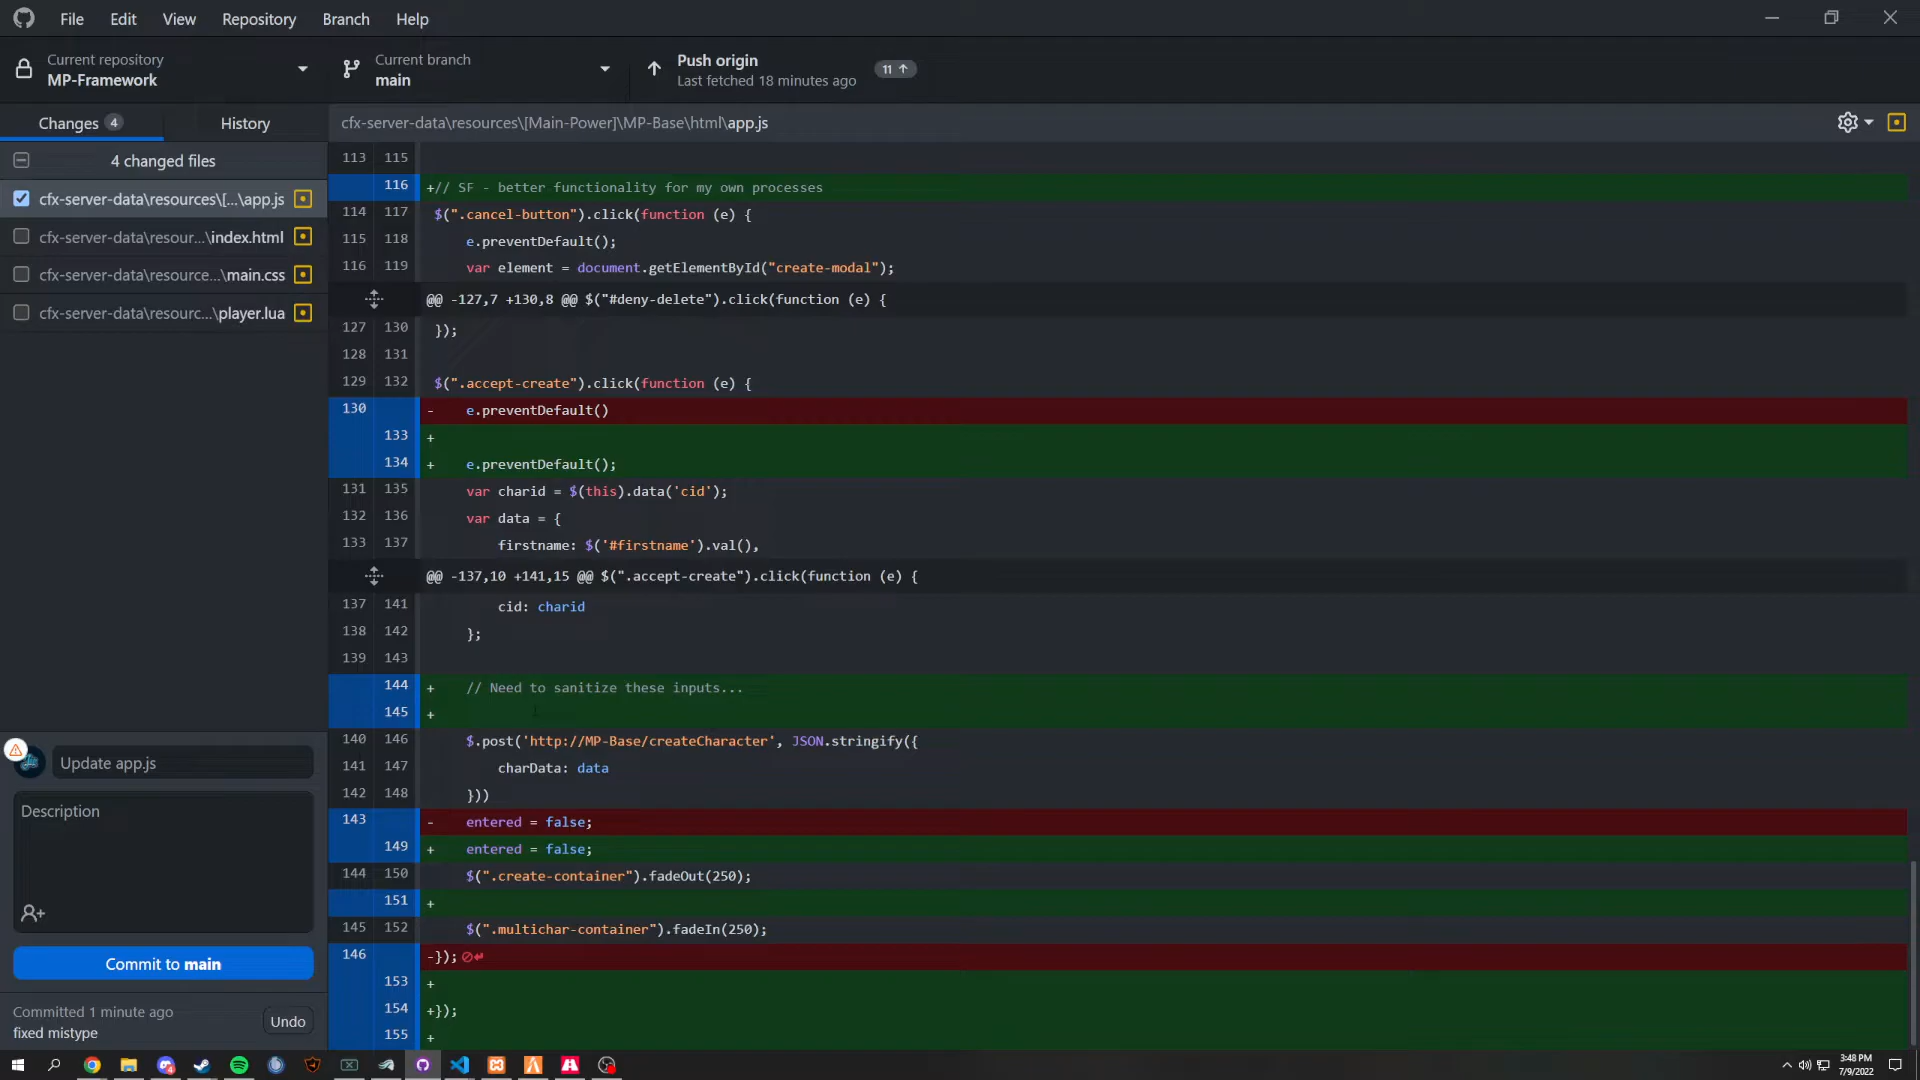 File Edit View Repository Branch Help
Current repository
MP-Framework
Current branch
main
Push origin
Last fetched 18 minutes ago
11
Changes 4
History
cfx-server-data\resources\[Main-Power]\MP-Base\html\app.js
4 changed files
cfx-server-data\resources\[...\app.js
cfx-server-data\resour...\index.html
cfx-server-data\resource...\main.css
cfx-server-data\resourc...\player.lua
113 115
116 +// SF - better functionality for my own processes
114 117 $(".cancel-button").click(function (e) {
115 118 e.preventDefault();
116 119 var element = document.getElementById("create-modal");
@@ -127,7 +130,8 @@ $("#deny-delete").click(function (e) {
127 130 });
128 131
129 132 $(".accept-create").click(function (e) {
130 - e.preventDefault()
133 +
134 + e.preventDefault();
131 135 var charid = $(this).data('cid');
132 136 var data = {
133 137 firstname: $('#firstname').val(),
@@ -137,10 +141,15 @@ $(".accept-create").click(function (e) {
137 141 cid: charid
138 142 };
139 143
144 + // Need to sanitize these inputs...
145 +
140 146 $.post('http://MP-Base/createCharacter', JSON.stringify({
141 147 charData: data
142 148 }))
143 - entered = false;
149 + entered = false;
144 150 $(".create-container").fadeOut(250);
151 +
145 152 $(".multichar-container").fadeIn(250);
146 -});
153 +
154 +});
155 +
Update app.js
Description
Commit to main
Committed 1 minute ago
fixed mistype
Undo
3:48 PM
7/9/2022